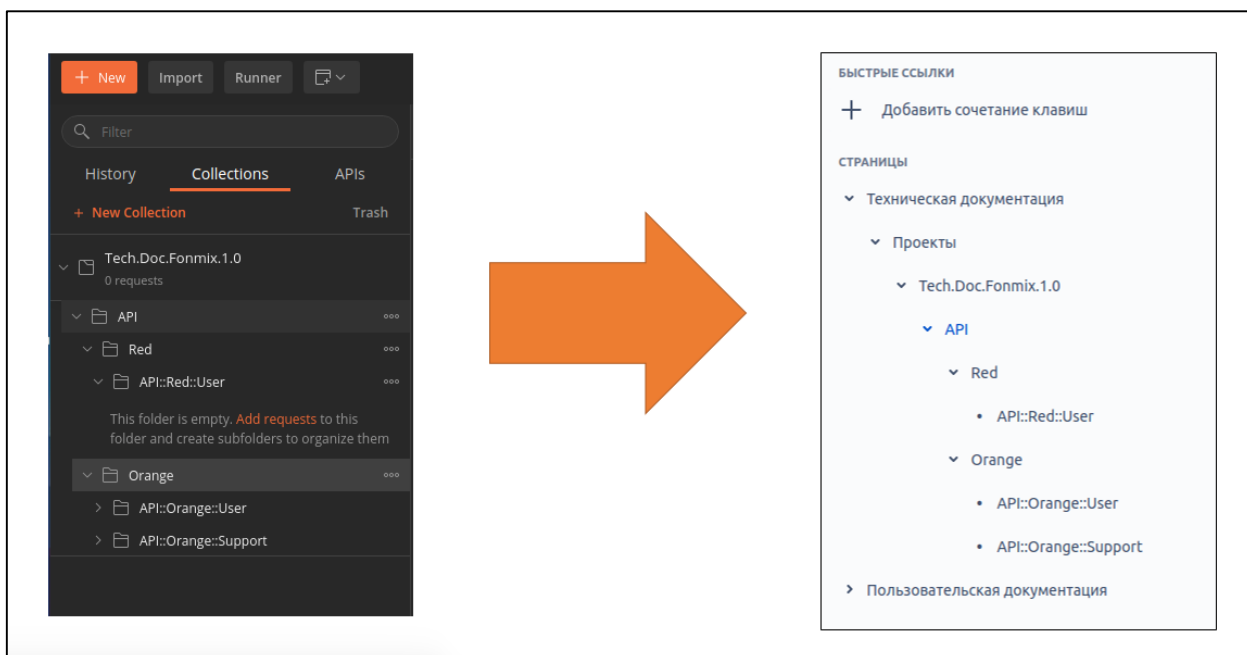 + New Import Runner
Filter
History Collections APIs
+ New Collection Trash
Tech.Doc.Fonmix.1.0
0 requests
API
Red
API::Red::User
This folder is empty. Add requests to this
folder and create subfolders to organize them
Orange
API::Orange::User
API::Orange::Support
БЫСТРЫЕ ССЫЛКИ
Добавить сочетание клавиш
СТРАНИЦЫ
Техническая документация
Проекты
Tech.Doc.Fonmix.1.0
API
Red
• API::Red::User
Orange
• API::Orange::User
• API::Orange::Support
Пользовательская документация